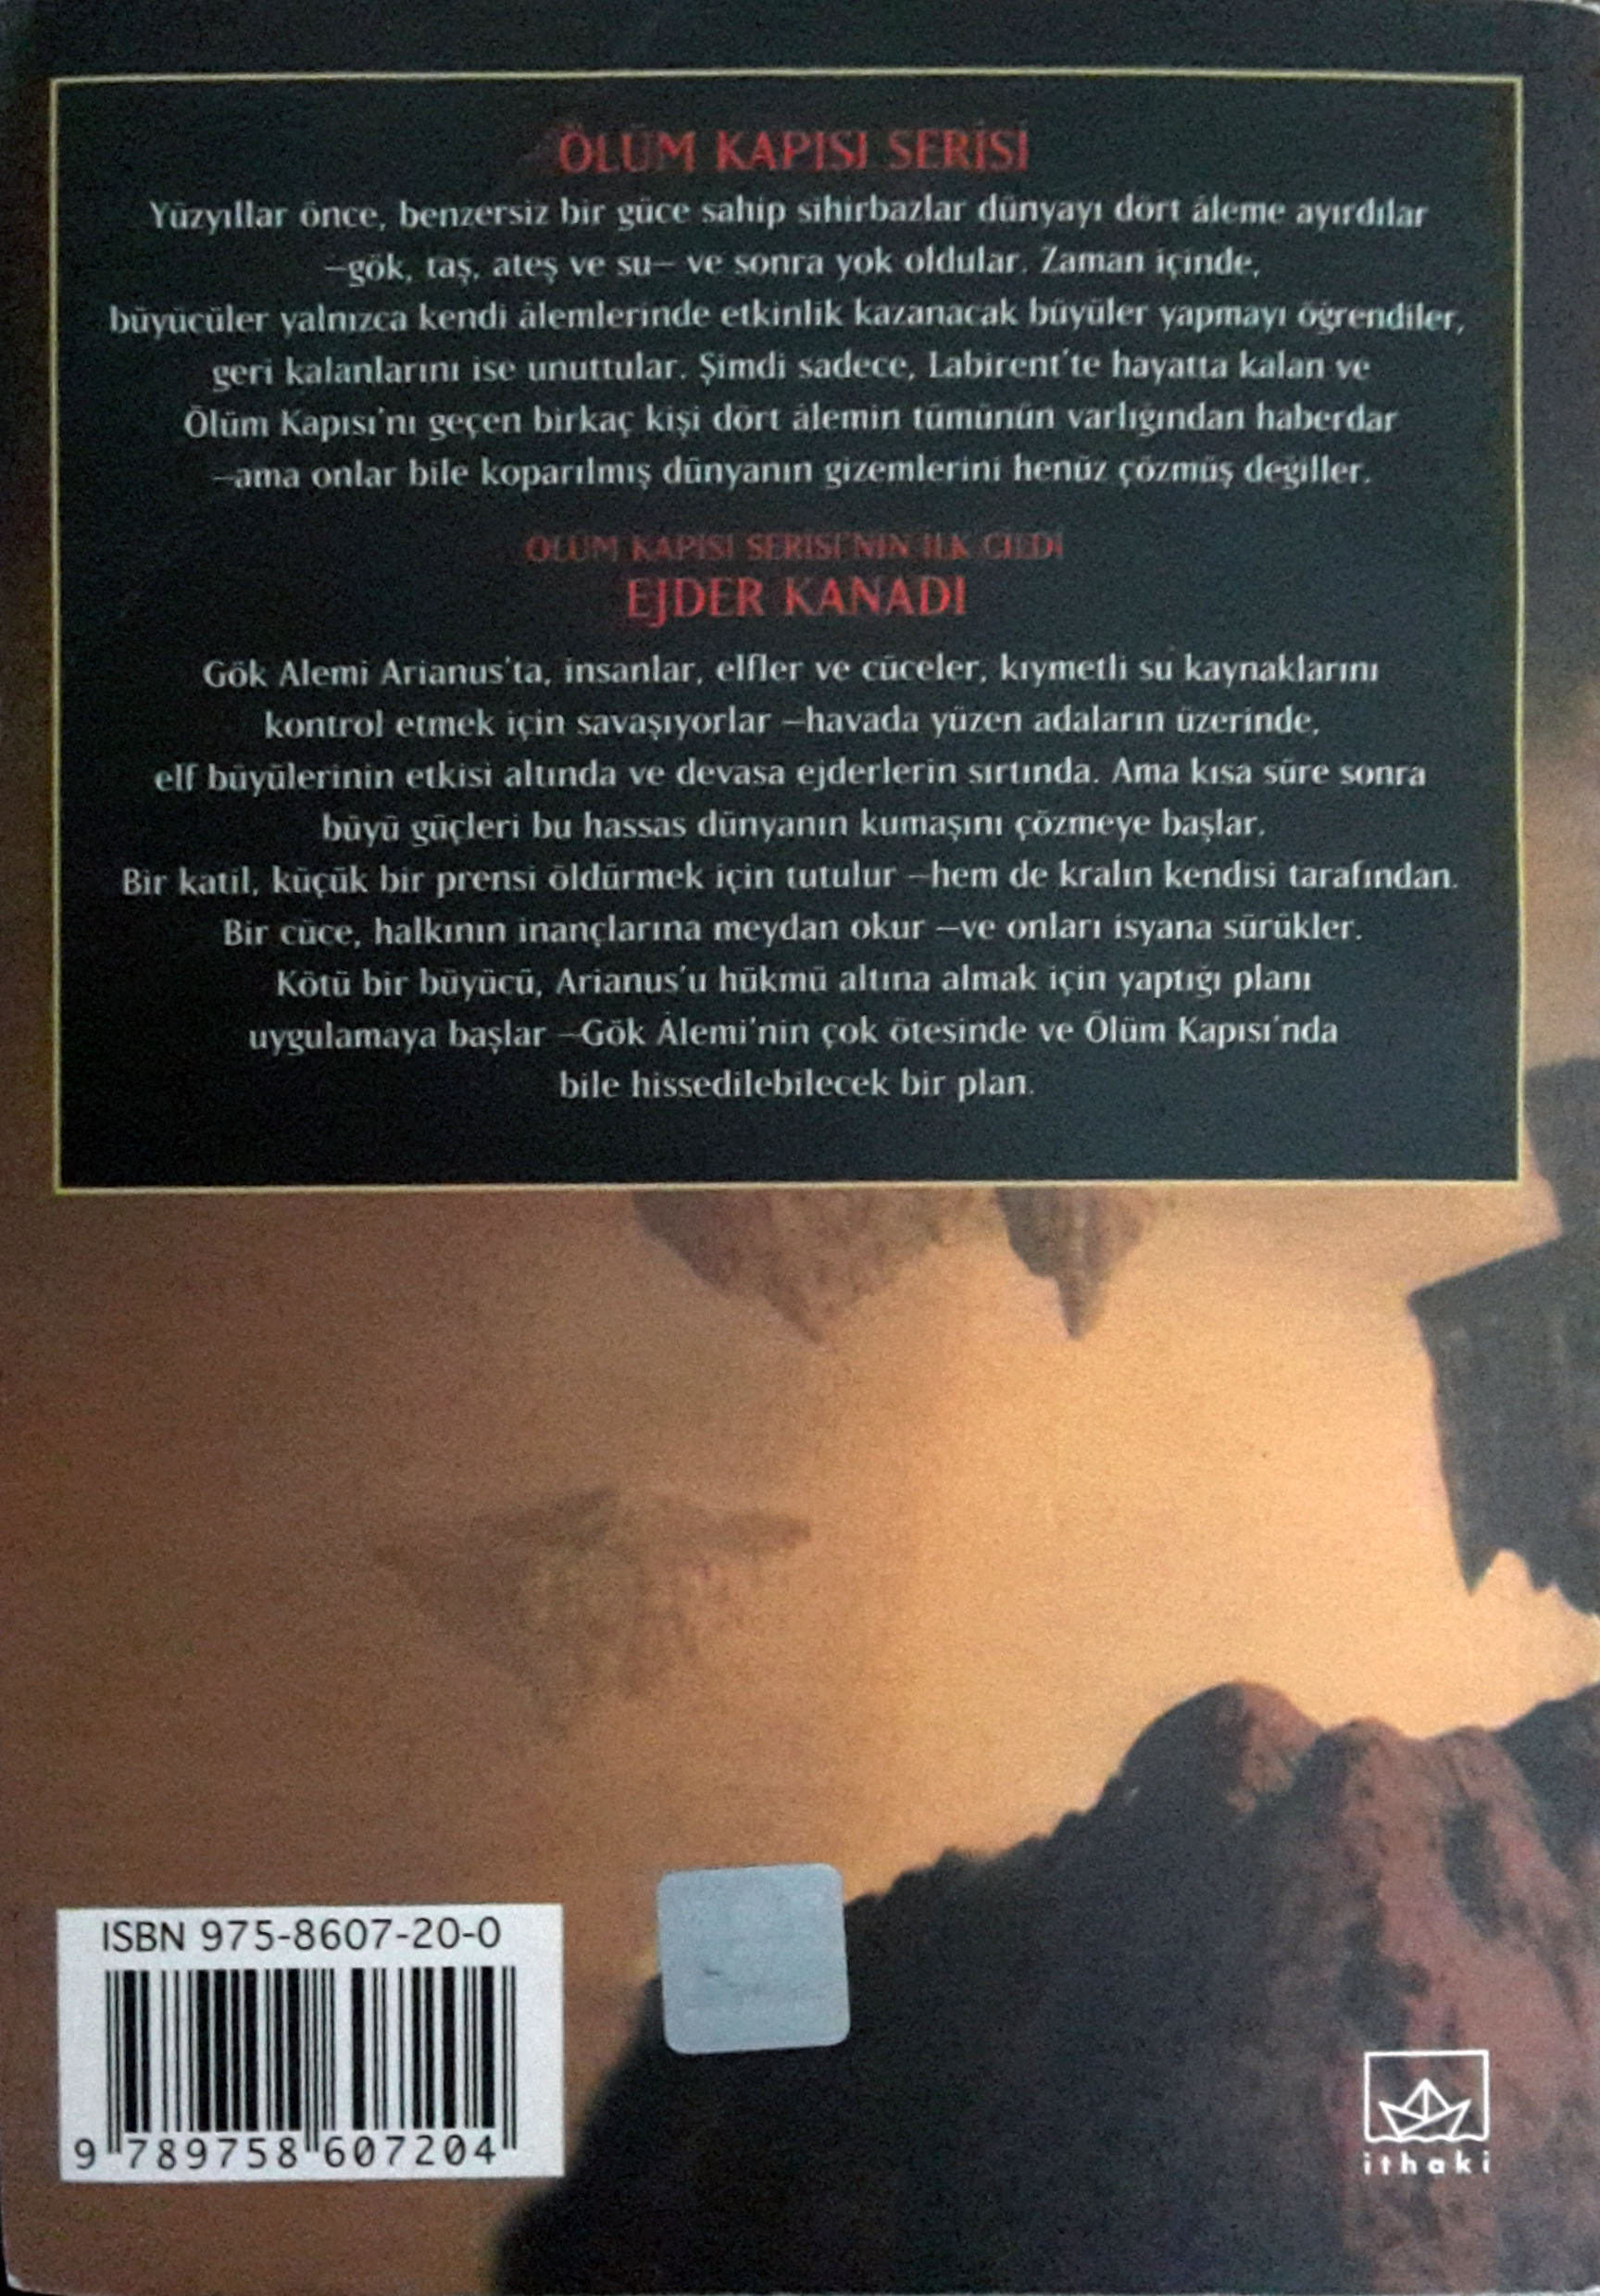 ÖLÜM KAPISI SERİSİ
Yüzyıllar önce, benzersiz bir güce sahip sihirbazlar dünyayı dört âleme ayırdılar
—gök, taş, ateş ve su— ve sonra yok oldular. Zaman içinde,
büyücüler yalnızca kendi âlemlerinde etkinlik kazanacak büyüler yapmayı öğrendiler,
geri kalanlarını ise unuttular. Şimdi sadece, Labirent'te hayatta kalan ve
Ölüm Kapısı'nı geçen birkaç kişi dört âlemin tümünün varlığından haberdar
—ama onlar bile koparılmış dünyanın gizemlerini henüz çözmüş değiller.
ÖLÜM KAPISI SERİSİ'NİN İLK CİLDİ
EJDER KANADI
Gök Alemi Arianus'ta, insanlar, elfler ve cüceler, kıymetli su kaynaklarını
kontrol etmek için savaşıyorlar —havada yüzen adaların üzerinde,
elf büyülerinin etkisi altında ve devasa ejderlerin sırtında. Ama kısa süre sonra
büyü güçleri bu hassas dünyanın kumaşını çözmeye başlar.
Bir katil, küçük bir prensi öldürmek için tutulur —hem de kralın kendisi tarafından.
Bir cüce, halkının inançlarına meydan okur —ve onları isyana sürükler.
Kötü bir büyücü, Arianus'u hükmü altına almak için yaptığı planı
uygulamaya başlar —Gök Âlemi'nin çok ötesinde ve Ölüm Kapısı'nda
bile hissedilebilecek bir plan.
ISBN 975-8607-20-0
9 789758 607204
ithaki